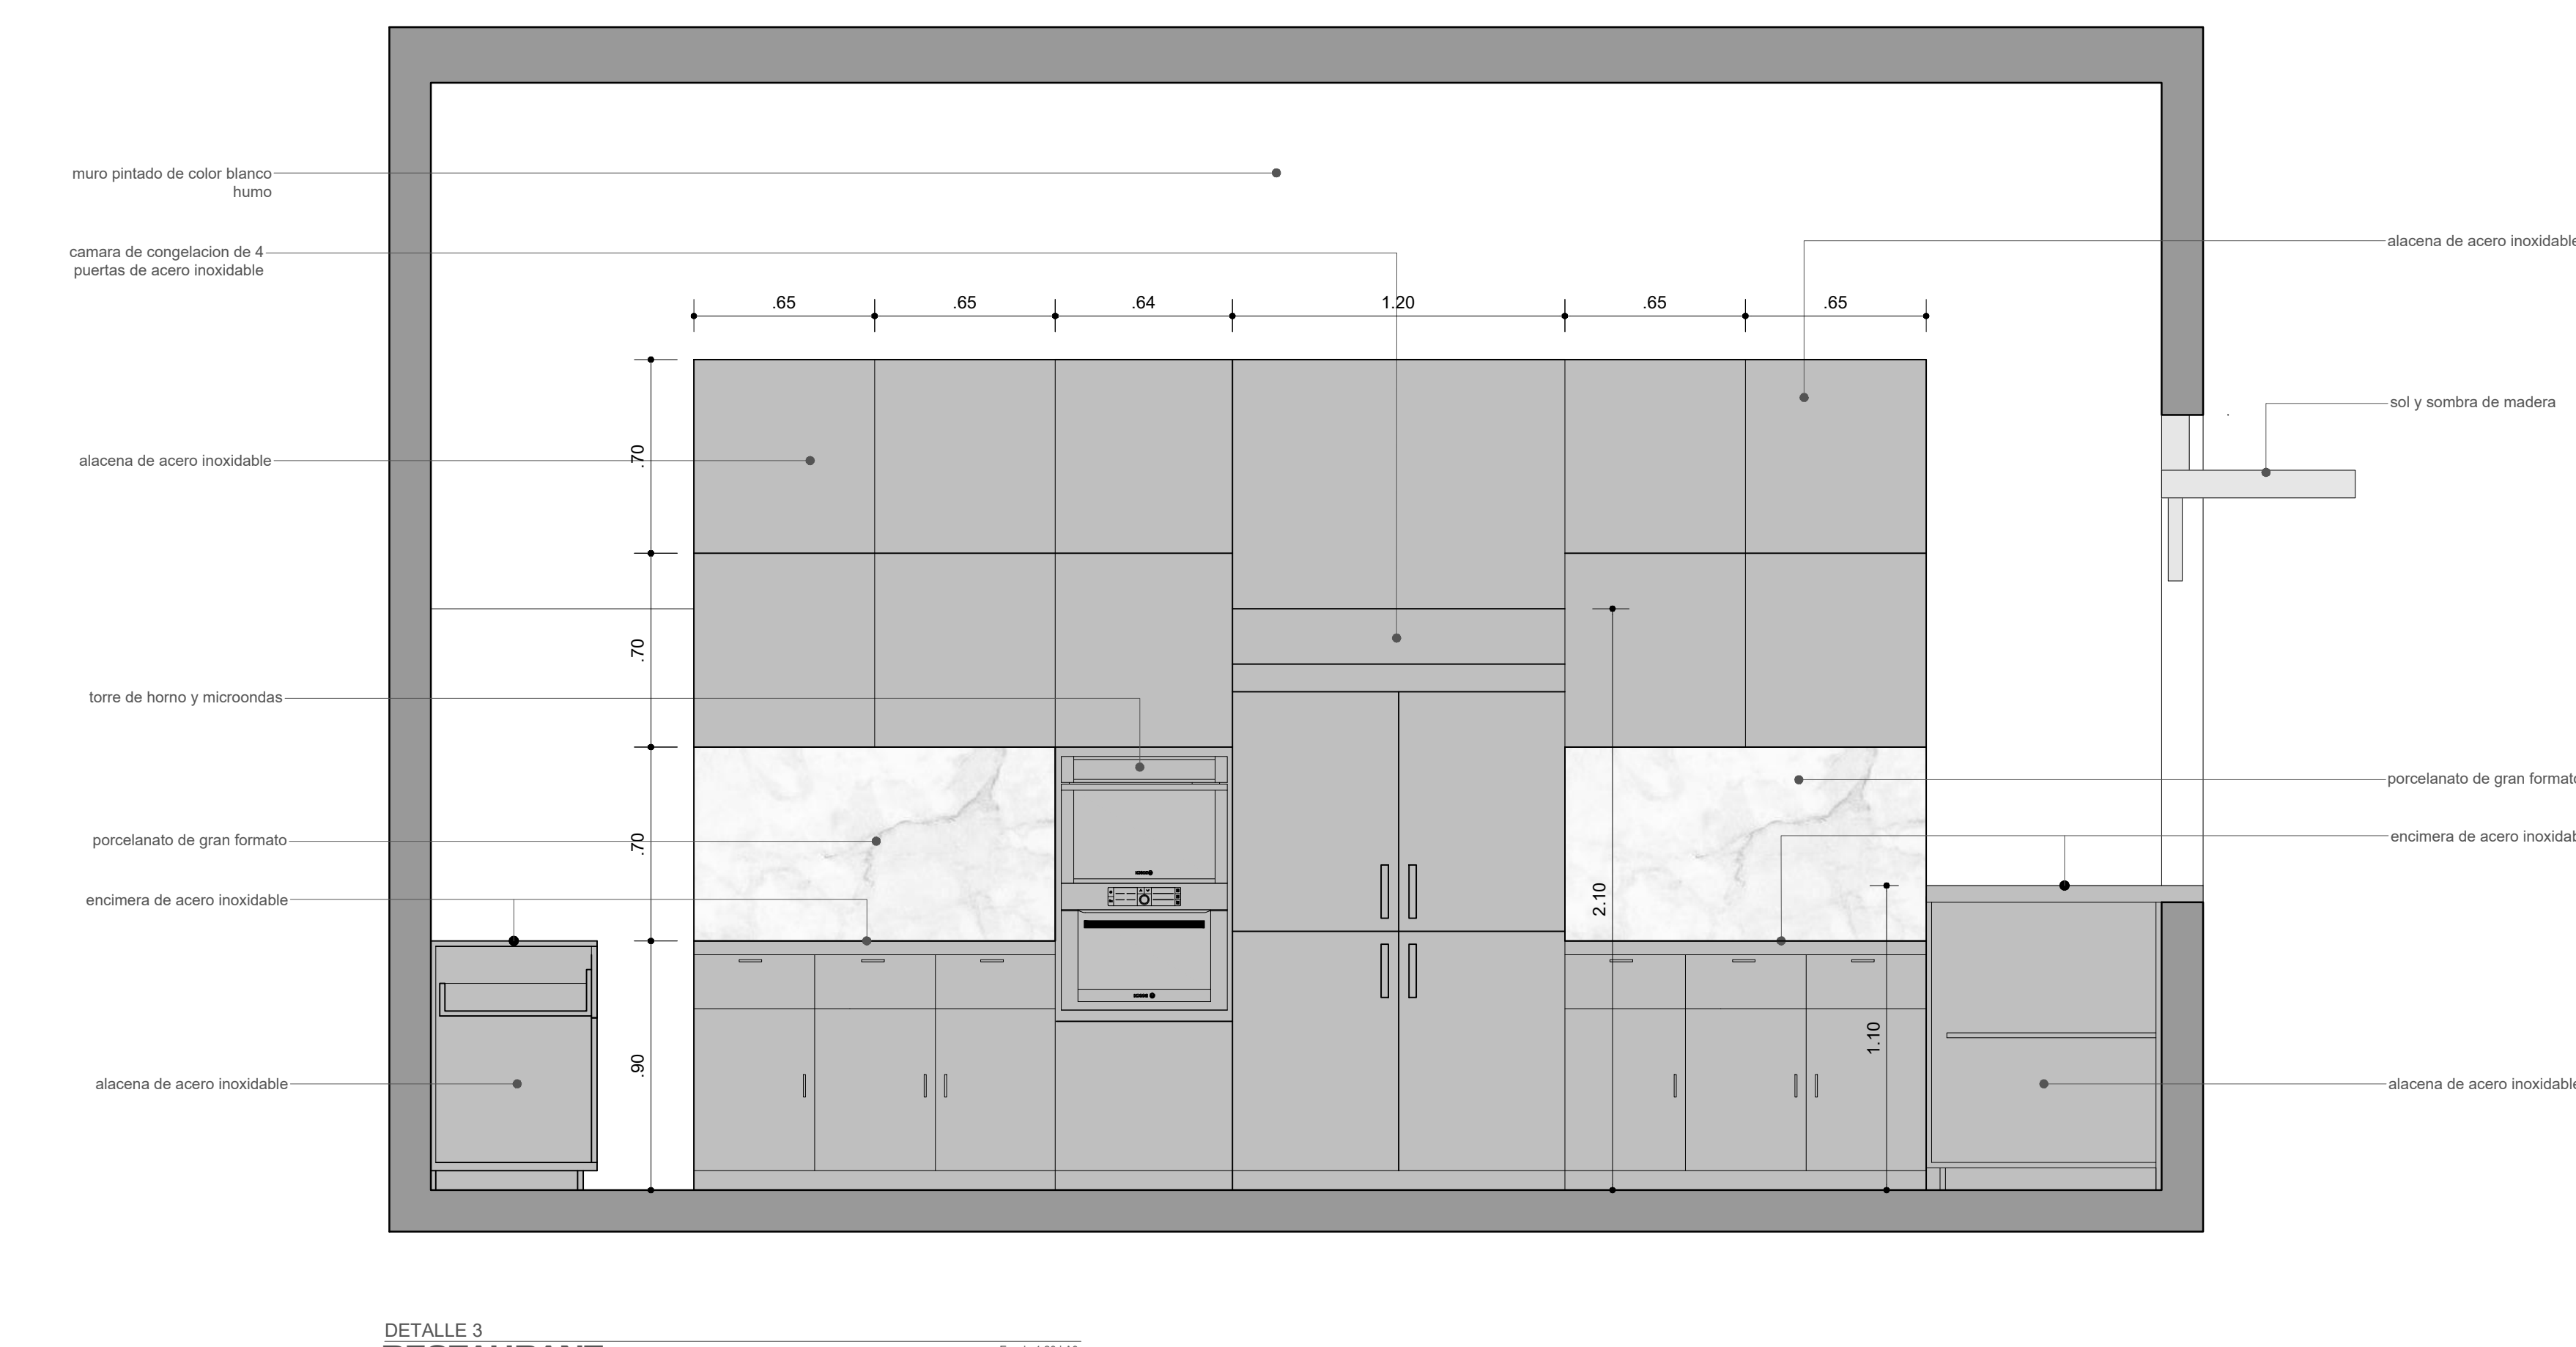 muro pintado de color blanco
humo
camara de congelacion de 4
puertas de acero inoxidable
alacena de acero inoxidable
sol y sombra de madera
.65
.65
.64
1.20
.65
.65
.70
alacena de acero inoxidable
.70
torre de horno y microondas
porcelanato de gran formato
.70
porcelanato de gran formato
encimera de acero inoxidable
encimera de acero inoxidab
2.10
1.10
.90
alacena de acero inoxidable
alacena de acero inoxidable
DETALLE 3
RESTAURANT